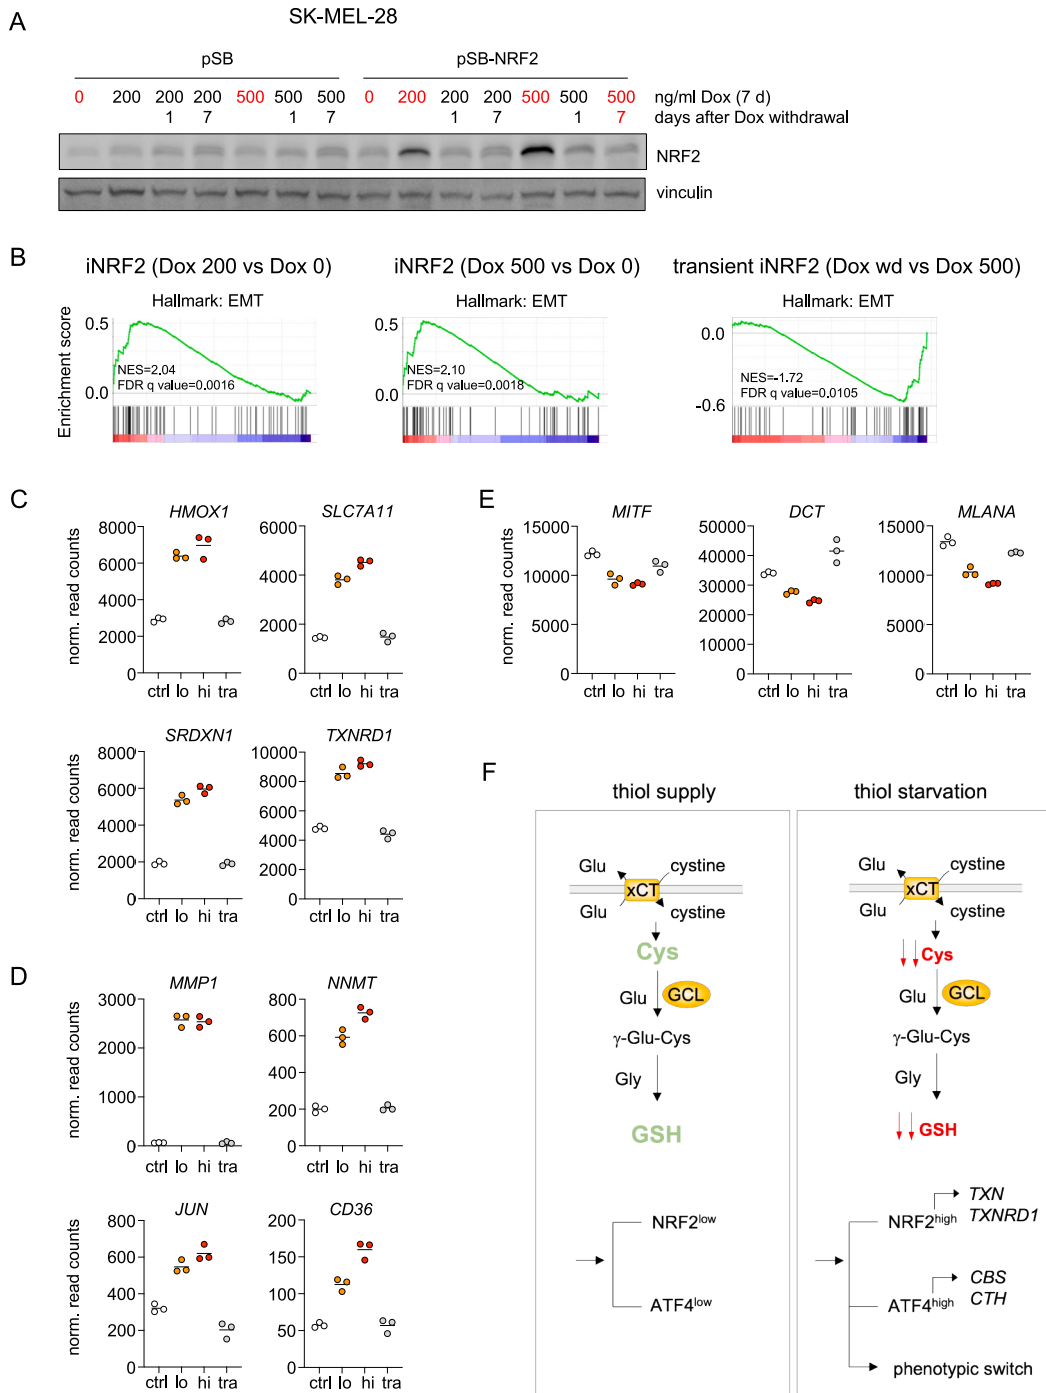 A
SK-MEL-28
pSB
pSB-NRF2
0 200 200 200 500 500 500 0 200 200 200 500 500 500 ng/ml Dox (7 d)
1 7 1 7 1 7 1 7 days after Dox withdrawal
NRF2
vinculin
B
iNRF2 (Dox 200 vs Dox 0)
iNRF2 (Dox 500 vs Dox 0)
transient iNRF2 (Dox wd vs Dox 500)
Hallmark: EMT
Hallmark: EMT
Hallmark: EMT
Enrichment score
0.5
0.0
NES=2.04
FDR q value=0.0016
0.5
0.0
NES=2.10
FDR q value=0.0018
0.0
-0.6
NES=-1.72
FDR q value=0.0105
C
norm. read counts
HMOX1
8000
6000
4000
2000
0
ctrl lo hi tra
SLC7A11
6000
4000
2000
0
ctrl lo hi tra
norm. read counts
SRDXN1
8000
6000
4000
2000
0
ctrl lo hi tra
TXNRD1
10000
8000
6000
4000
2000
0
ctrl lo hi tra
D
norm. read counts
MMP1
3000
2000
1000
0
ctrl lo hi tra
NNMT
800
600
400
200
0
ctrl lo hi tra
norm. read counts
JUN
800
600
400
200
0
ctrl lo hi tra
CD36
200
150
100
50
0
ctrl lo hi tra
E
norm. read counts
MITF
15000
10000
5000
0
ctrl lo hi tra
DCT
50000
40000
30000
20000
10000
0
ctrl lo hi tra
MLANA
15000
10000
5000
0
ctrl lo hi tra
F
thiol supply
Glu
cystine
xCT
Glu
cystine
Cys
Glu
GCL
γ-Glu-Cys
Gly
GSH
NRF2low
ATF4low
thiol starvation
Glu
cystine
xCT
Glu
cystine
Cys
Glu
GCL
γ-Glu-Cys
Gly
GSH
TXN
NRF2high TXNRD1
CBS
ATF4high CTH
phenotypic switch